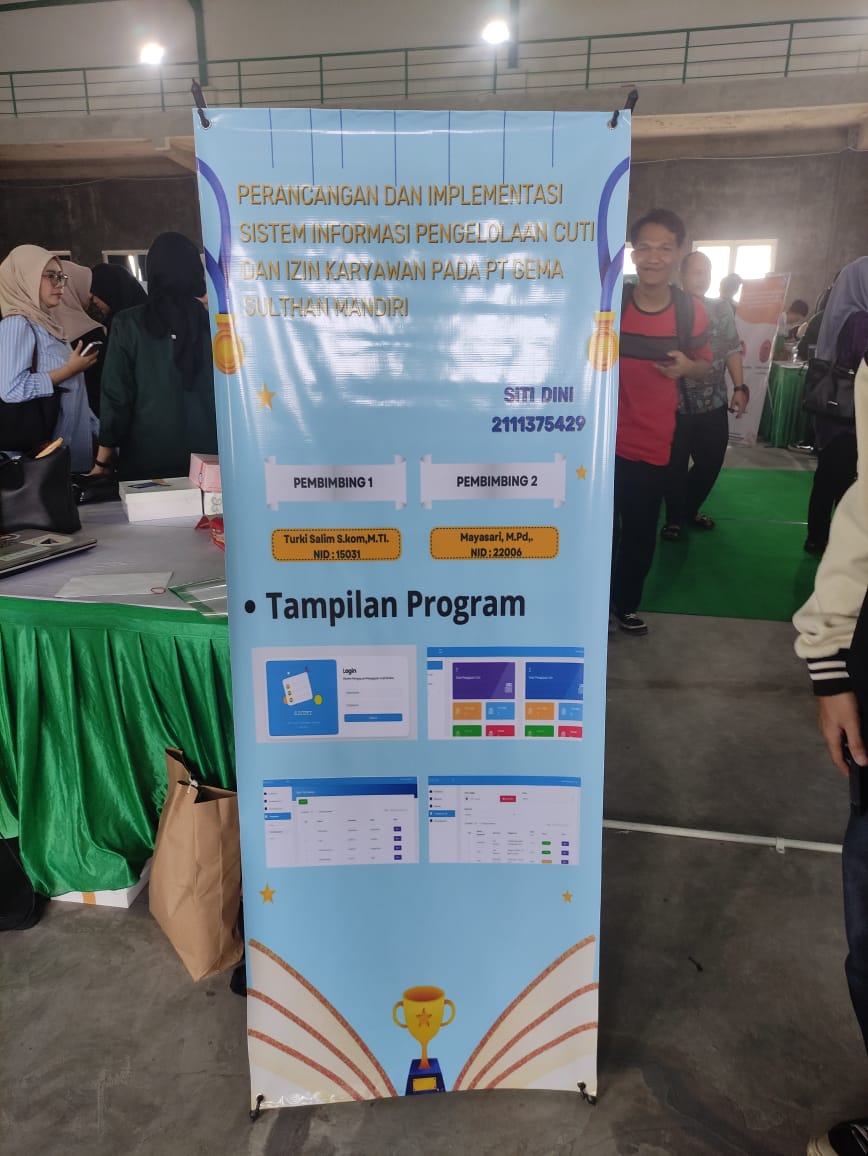 PERANCANGAN DAN IMPLEMENTASI
SISTEM INFORMASI PENGELOLAAN CUTI
DAN IZIN KARYAWAN PADA PT GEMA
SULTHAN MANDIRI
SITI DINI
2111375429
PEMBIMBING 1
PEMBIMBING 2
Turki Salim S.kom,M.TI.
NID : 15031
Mayasari, M.Pd,.
NID : 22006
• Tampilan Program
Login